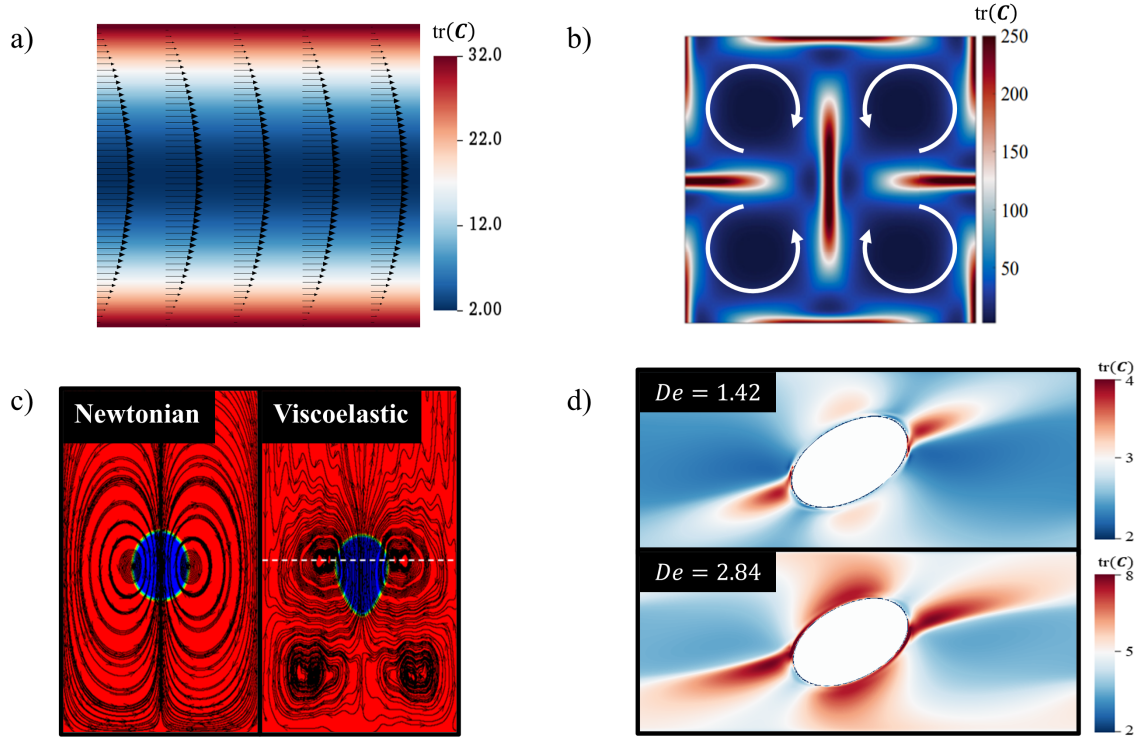 a)
tr(C)
32.0
22.0
12.0
2.00
b)
tr(C)
250
200
150
100
50
c)
Newtonian
Viscoelastic
d)
De = 1.42
tr(C)
4
3
2
De = 2.84
tr(C)
8
5
2